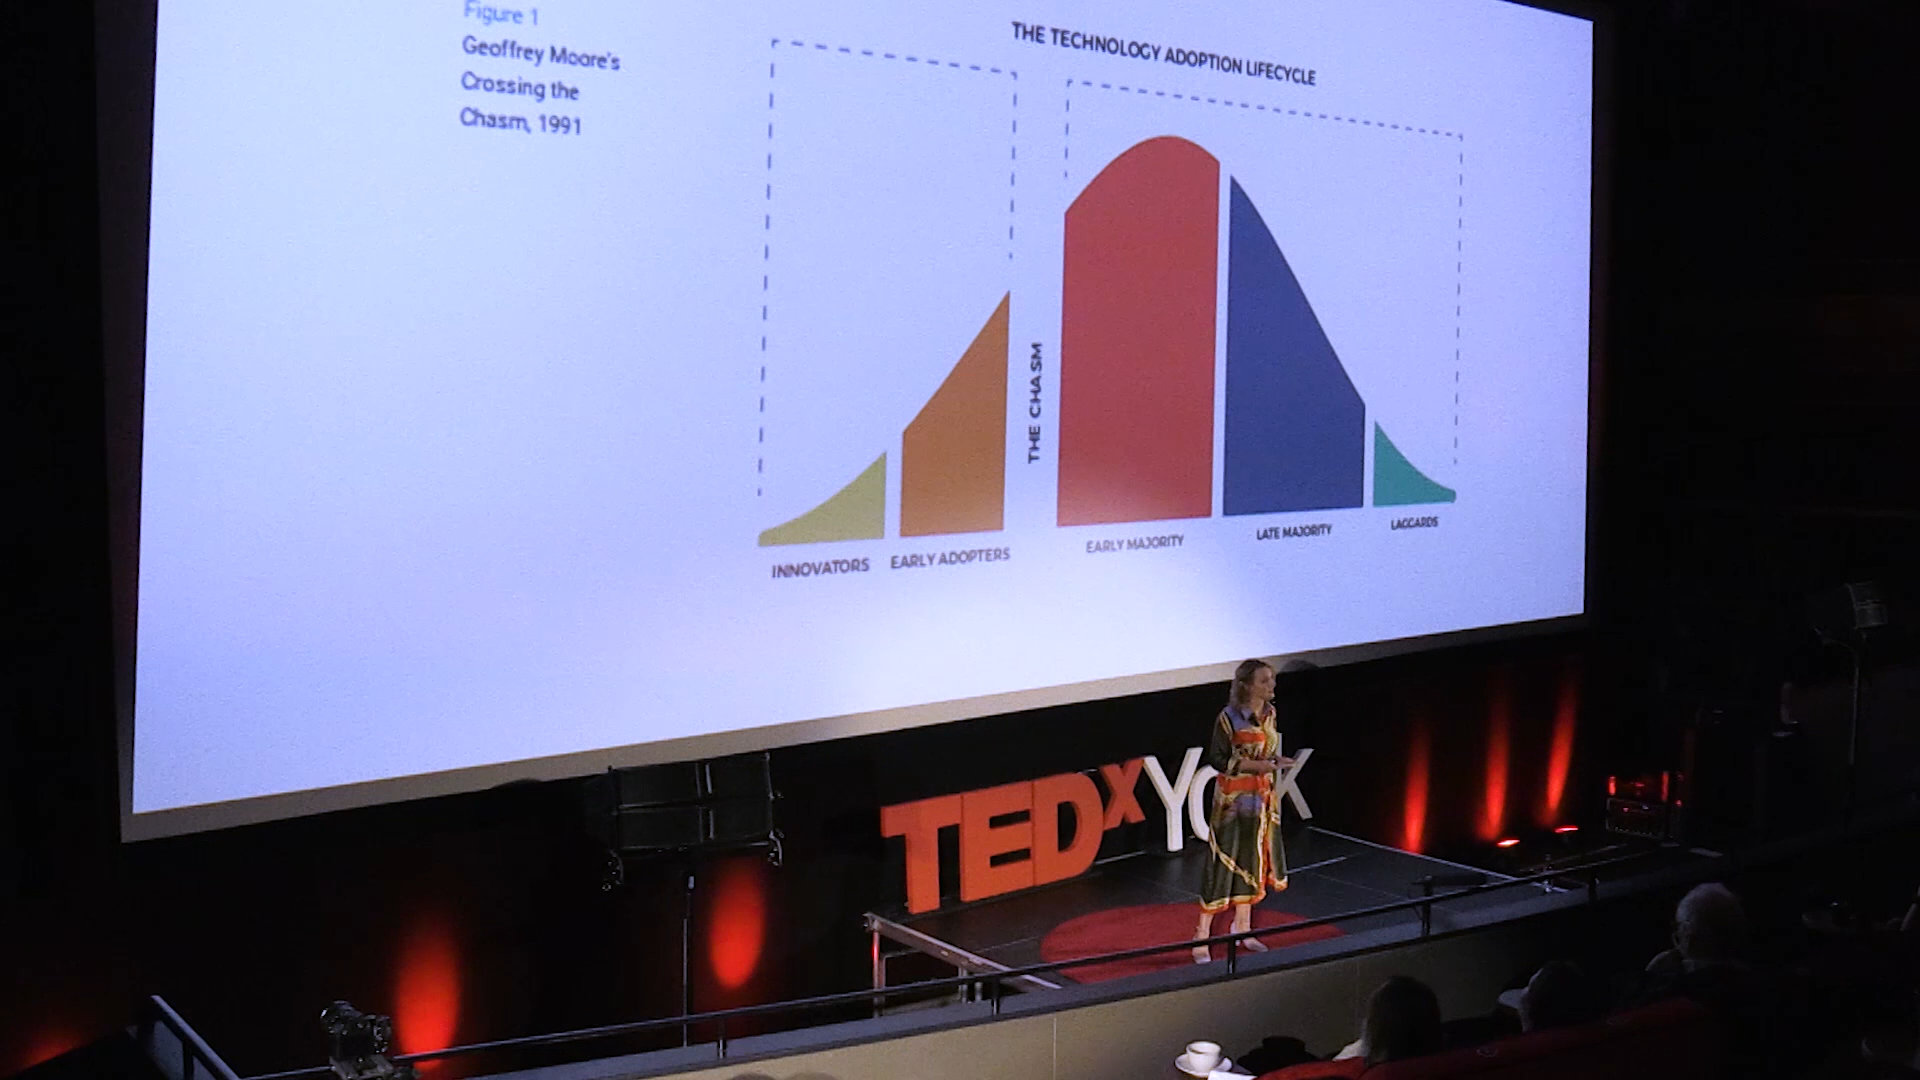 Figure 1
Geoffrey Moore's
Crossing the
Chasm, 1991
THE TECHNOLOGY ADOPTION LIFECYCLE
THE CHASM
INNOVATORS
EARLY ADOPTERS
EARLY MAJORITY
LATE MAJORITY
LAGGARDS
TEDxYork